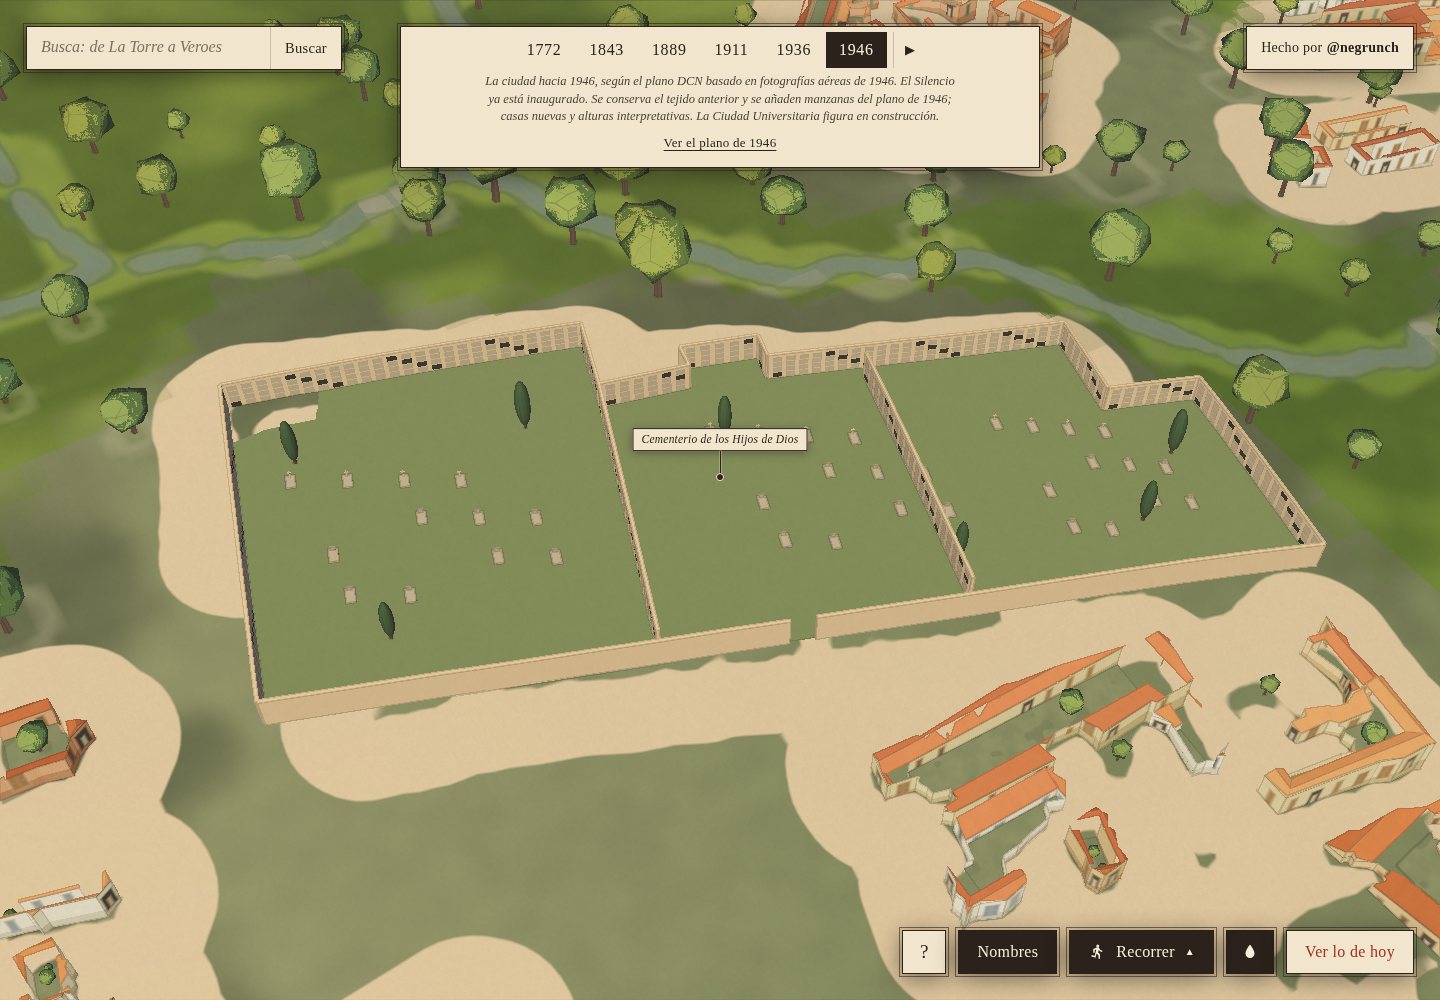 Busca: de La Torre a Veroes
Buscar
1772 1843 1889 1911 1936 1946 ▶
La ciudad hacia 1946, según el plano DCN basado en fotografías aéreas de 1946. El Silencio
ya está inaugurado. Se conserva el tejido anterior y se añaden manzanas del plano de 1946;
casas nuevas y alturas interpretativas. La Ciudad Universitaria figura en construcción.
Ver el plano de 1946
Hecho por @negrunch
Cementerio de los Hijos de Dios
?
Nombres
Recorrer ▲
Ver lo de hoy